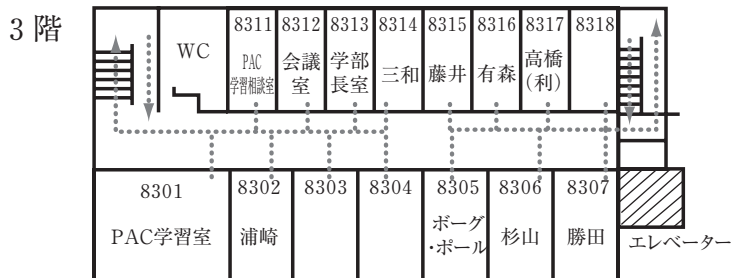 3 階
WC
8311
PAC
学習相談室
8312
会議
室
8313
学部
長室
8314
三和
8315
藤井
8316
有森
8317
高橋
(利)
8318
8301
PAC学習室
8302
浦崎
8303
8304
8305
ボーグ
・ポール
8306
杉山
8307
勝田
エレベーター